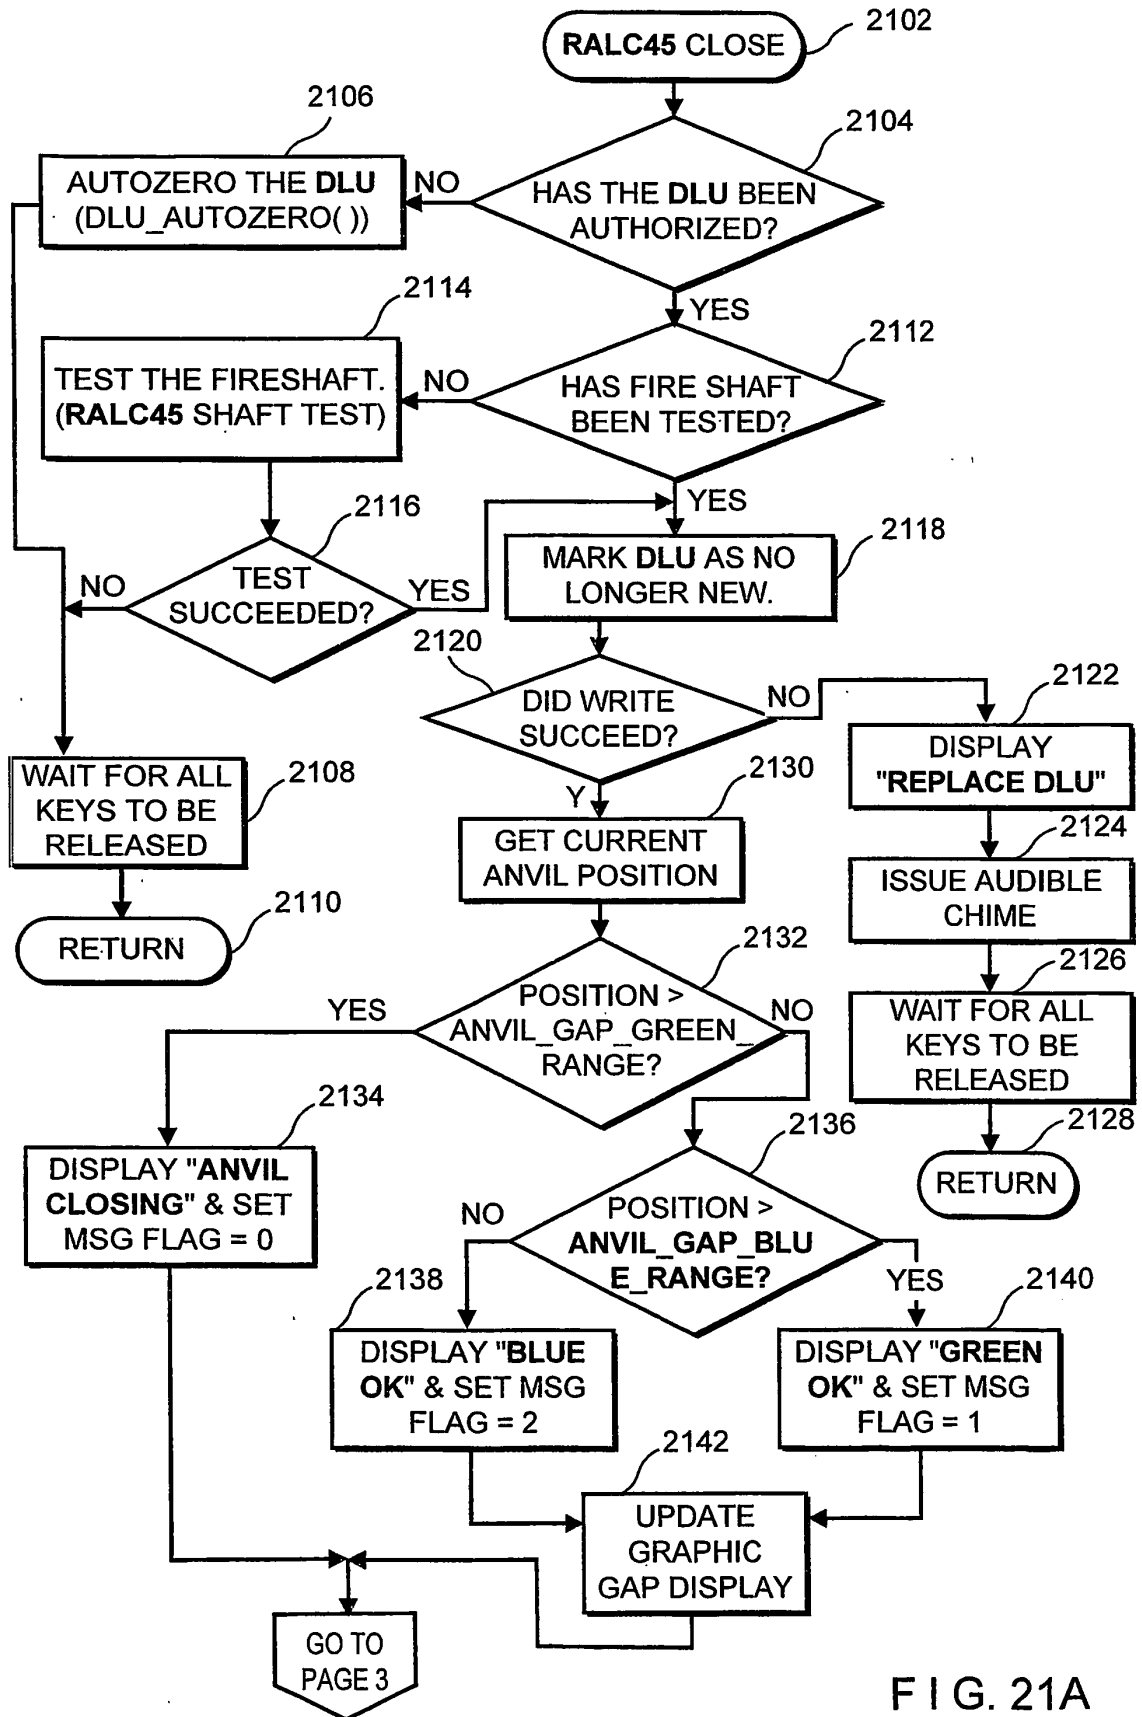 RALC45 CLOSE
2102
2106
2104
AUTOZERO THE DLU
(DLU_AUTOZERO( ))
NO
HAS THE DLU BEEN
AUTHORIZED?
YES
2114
2112
TEST THE FIRESHAFT.
(RALC45 SHAFT TEST)
NO
HAS FIRE SHAFT
BEEN TESTED?
YES
2116
2118
TEST
SUCCEEDED?
NO
YES
MARK DLU AS NO
LONGER NEW.
2120
DID WRITE
SUCCEED?
NO
Y
2122
DISPLAY
"REPLACE DLU"
2108
WAIT FOR ALL
KEYS TO BE
RELEASED
2130
GET CURRENT
ANVIL POSITION
2124
ISSUE AUDIBLE
CHIME
2110
RETURN
2132
POSITION >
ANVIL_GAP_GREEN_
RANGE?
YES
NO
2126
WAIT FOR ALL
KEYS TO BE
RELEASED
2128
RETURN
2134
DISPLAY "ANVIL
CLOSING" & SET
MSG FLAG = 0
2136
POSITION >
ANVIL_GAP_BLU
E_RANGE?
NO
YES
2138
DISPLAY "BLUE
OK" & SET MSG
FLAG = 2
2140
DISPLAY "GREEN
OK" & SET MSG
FLAG = 1
2142
UPDATE
GRAPHIC
GAP DISPLAY
GO TO
PAGE 3
F I G. 21A